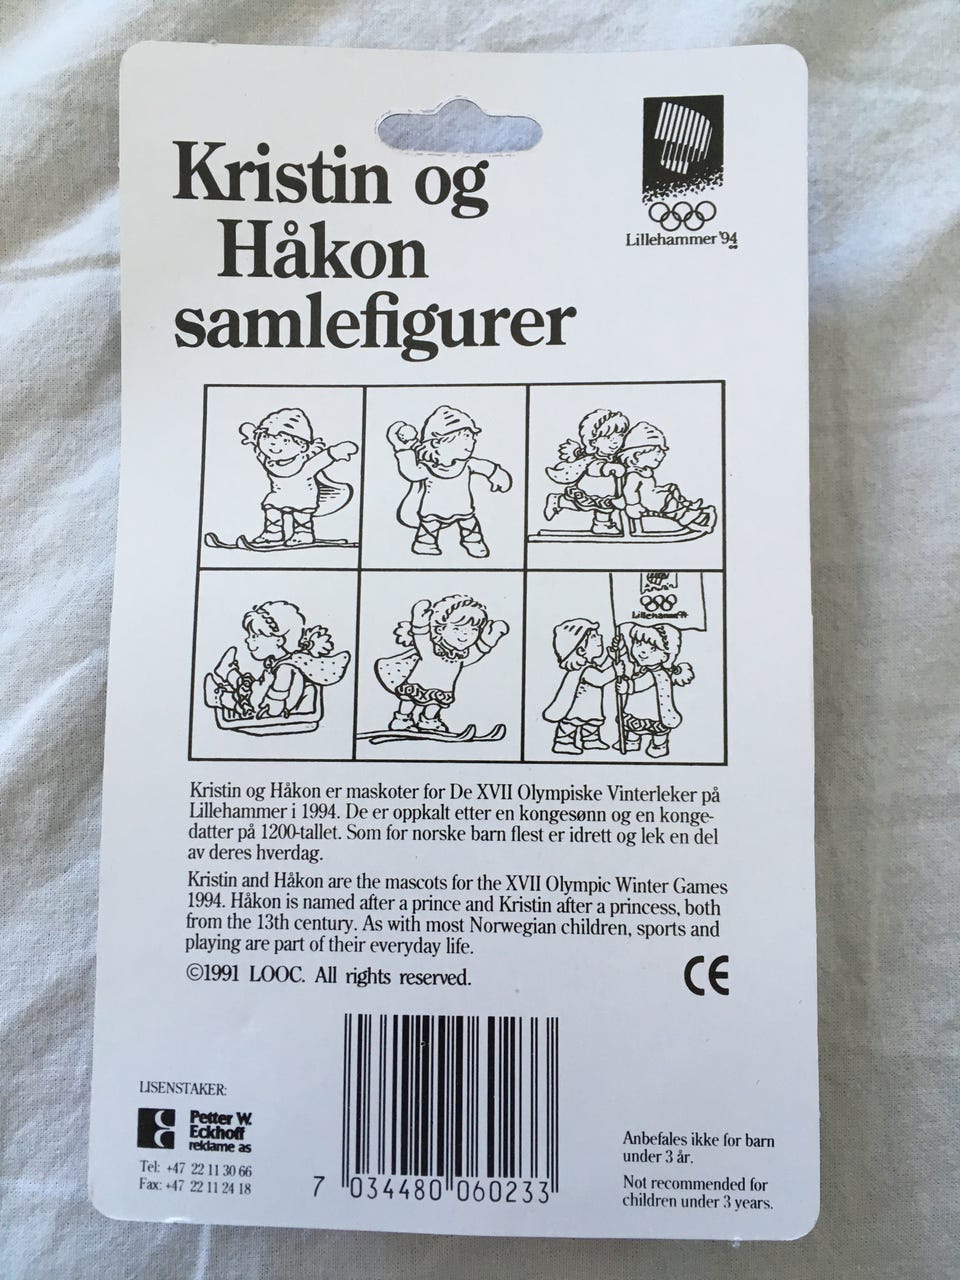 Kristin og
Håkon
samlefigurer
Lillehammer '94
Lillehammer '94
Kristin og Håkon er maskoter for De XVII Olympiske Vinterleker på
Lillehammer i 1994. De er oppkalt etter en kongesønn og en konge-
datter på 1200-tallet. Som for norske barn flest er idrett og lek en del
av deres hverdag.
Kristin and Håkon are the mascots for the XVII Olympic Winter Games
1994. Håkon is named after a prince and Kristin after a princess, both
from the 13th century. As with most Norwegian children, sports and
playing are part of their everyday life.
©1991 LOOC. All rights reserved.
CE
LISENSTAKER:
Petter W.
Eckhoff
reklame as
Tel: +47 22 11 30 66
Fax: +47 22 11 24 18
7 034480 060233
Anbefales ikke for barn
under 3 år.
Not recommended for
children under 3 years.